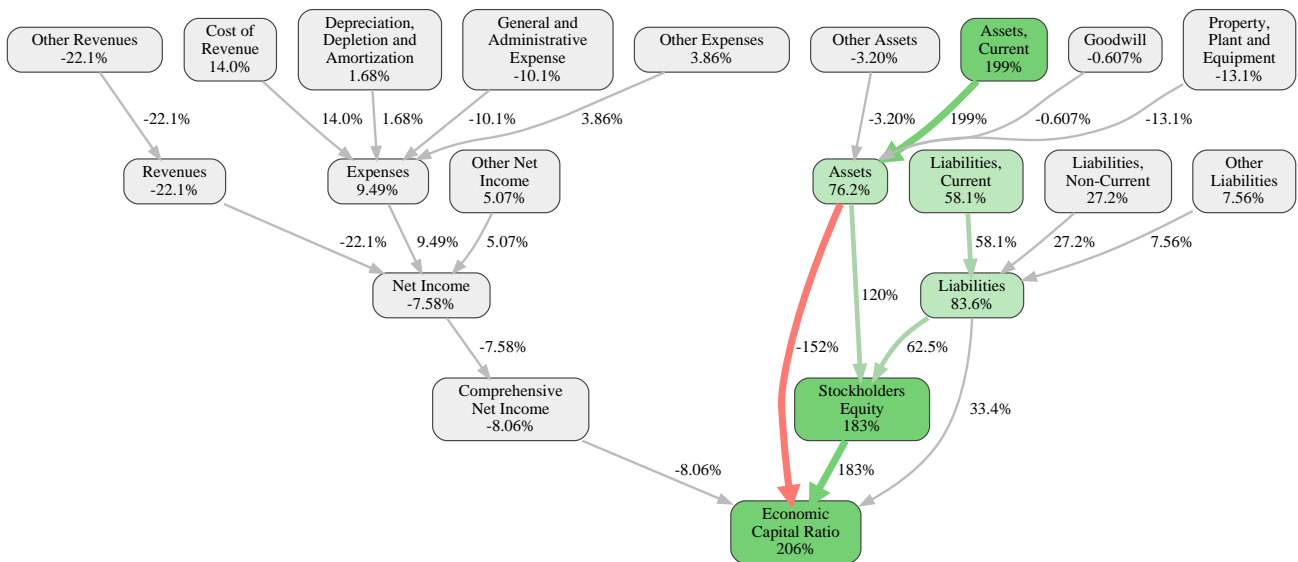 Other Revenues
-22.1%
Cost of
Revenue
14.0%
Depreciation,
Depletion and
Amortization
1.68%
General and
Administrative
Expense
-10.1%
Other Expenses
3.86%
Other Assets
-3.20%
Assets,
Current
199%
Goodwill
-0.607%
Property,
Plant and
Equipment
-13.1%
-22.1%
14.0%
1.68%
-10.1%
3.86%
-3.20%
199%
-0.607%
-13.1%
Revenues
-22.1%
Expenses
9.49%
Other Net
Income
5.07%
Assets
76.2%
Liabilities,
Current
58.1%
Liabilities,
Non-Current
27.2%
Other
Liabilities
7.56%
-22.1%
9.49%
5.07%
58.1%
27.2%
7.56%
Net Income
-7.58%
Liabilities
83.6%
120%
-7.58%
-152%
62.5%
Comprehensive
Net Income
-8.06%
Stockholders
Equity
183%
33.4%
-8.06%
183%
Economic
Capital Ratio
206%